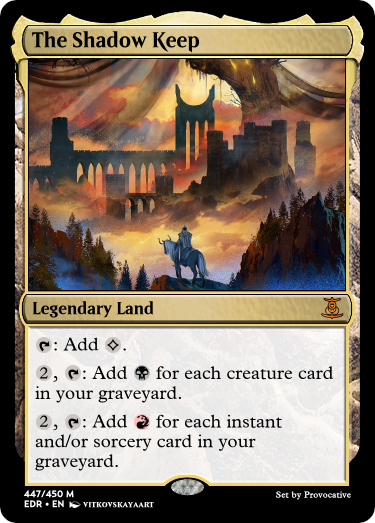 The Shadow Keep
Legendary Land
: Add .
2, : Add for each creature card
in your graveyard.
2, : Add for each instant
and/or sorcery card in your
graveyard.
447/450 M
EDR • EN VITKOVSKAYAART
Set by Provocative